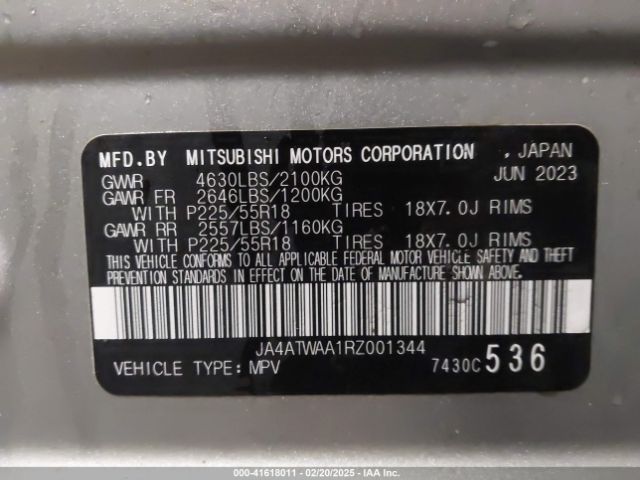 MFD.BY MITSUBISHI MOTORS CORPORATION , JAPAN
GVWR 4630LBS/2100KG JUN 2023
GAWR FR 2646LBS/1200KG
WITH P225/55R18 TIRES 18X7.0J RIMS
GAWR RR 2557LBS/1160KG
WITH P225/55R18 TIRES 18X7.0J RIMS
THIS VEHICLE CONFORMS TO ALL APPLICABLE FEDERAL MOTOR VEHICLE SAFETY AND THEFT
PREVENTION STANDARDS IN EFFECT ON THE DATE OF MANUFACTURE SHOWN ABOVE.
JA4ATWAA1RZ001344
VEHICLE TYPE: MPV 7430C 536
000-41618011 — 02/20/2025 — IAA Inc.